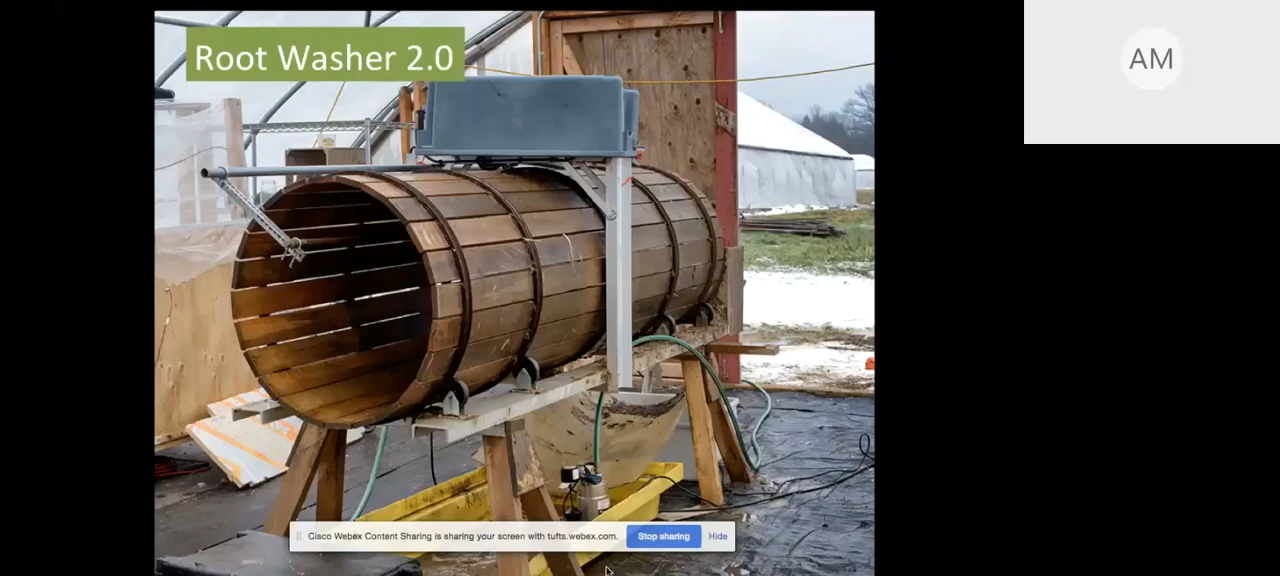 Root Washer 2.0
AM
Cisco Webex Content Sharing is sharing your screen with tufts.webex.com.
Stop sharing
Hide